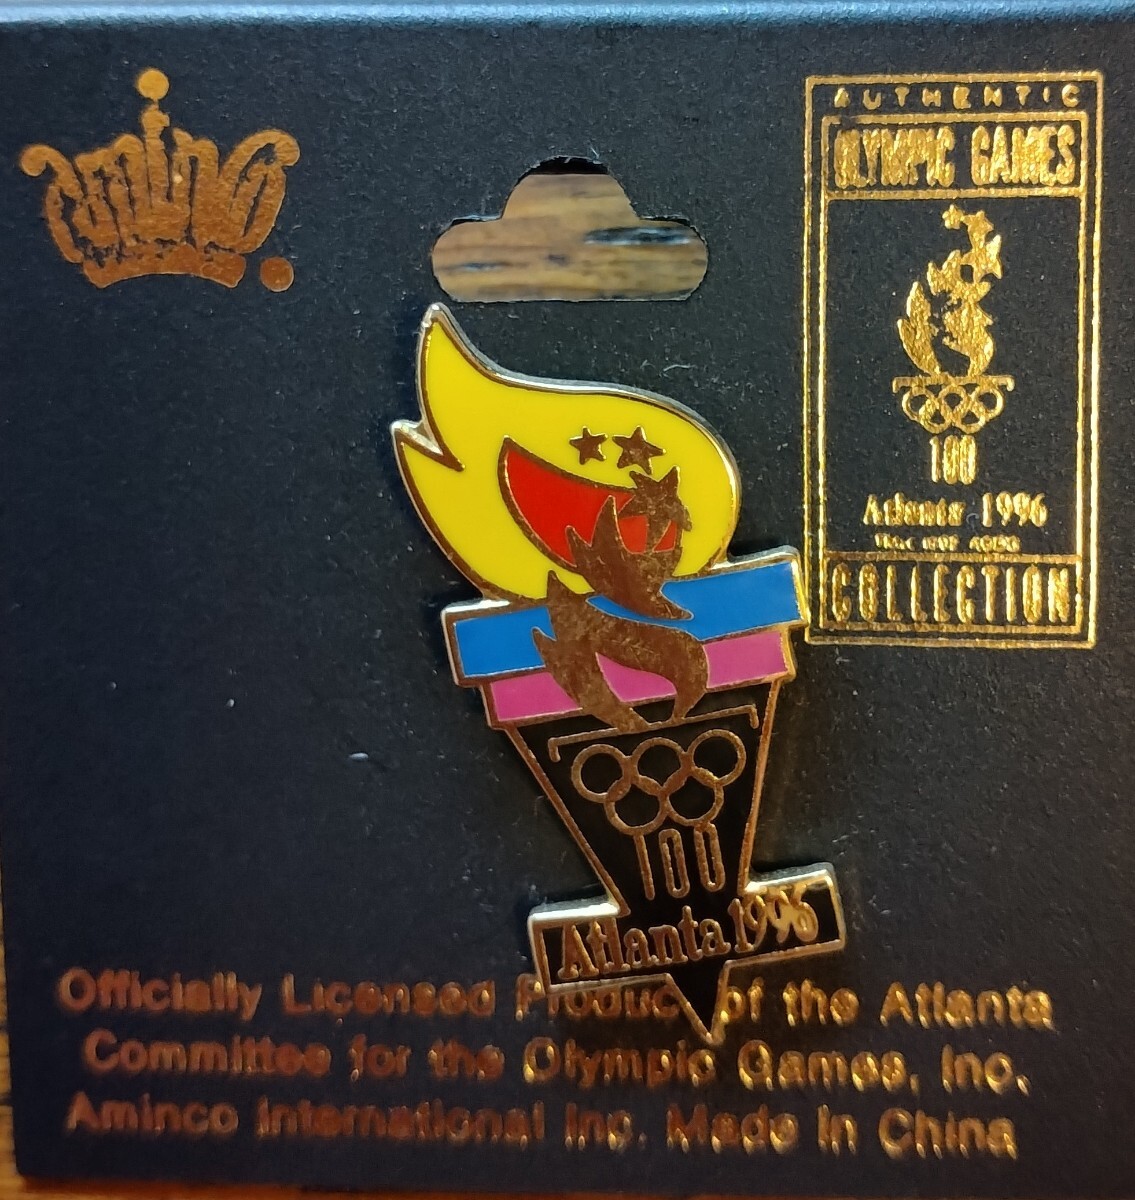 aminco
AUTHENTIC
OLYMPIC GAMES
100
Atlanta 1996
COLLECTION
100
Atlanta 1996
Officially Licensed Product of the Atlanta
Committee for the Olympic Games, Inc.
Aminco International Inc. Made In China